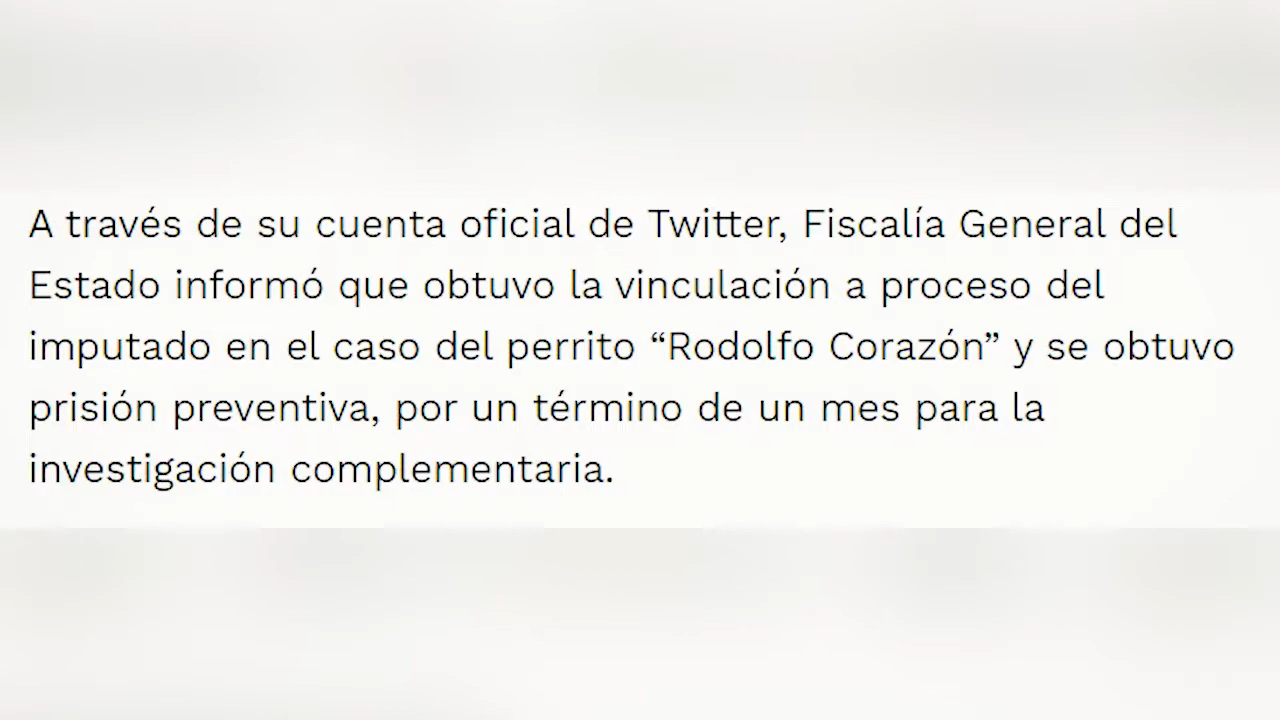 A través de su cuenta oficial de Twitter, Fiscalía General del
Estado informó que obtuvo la vinculación a proceso del
imputado en el caso del perrito “Rodolfo Corazón” y se obtuvo
prisión preventiva, por un término de un mes para la
investigación complementaria.